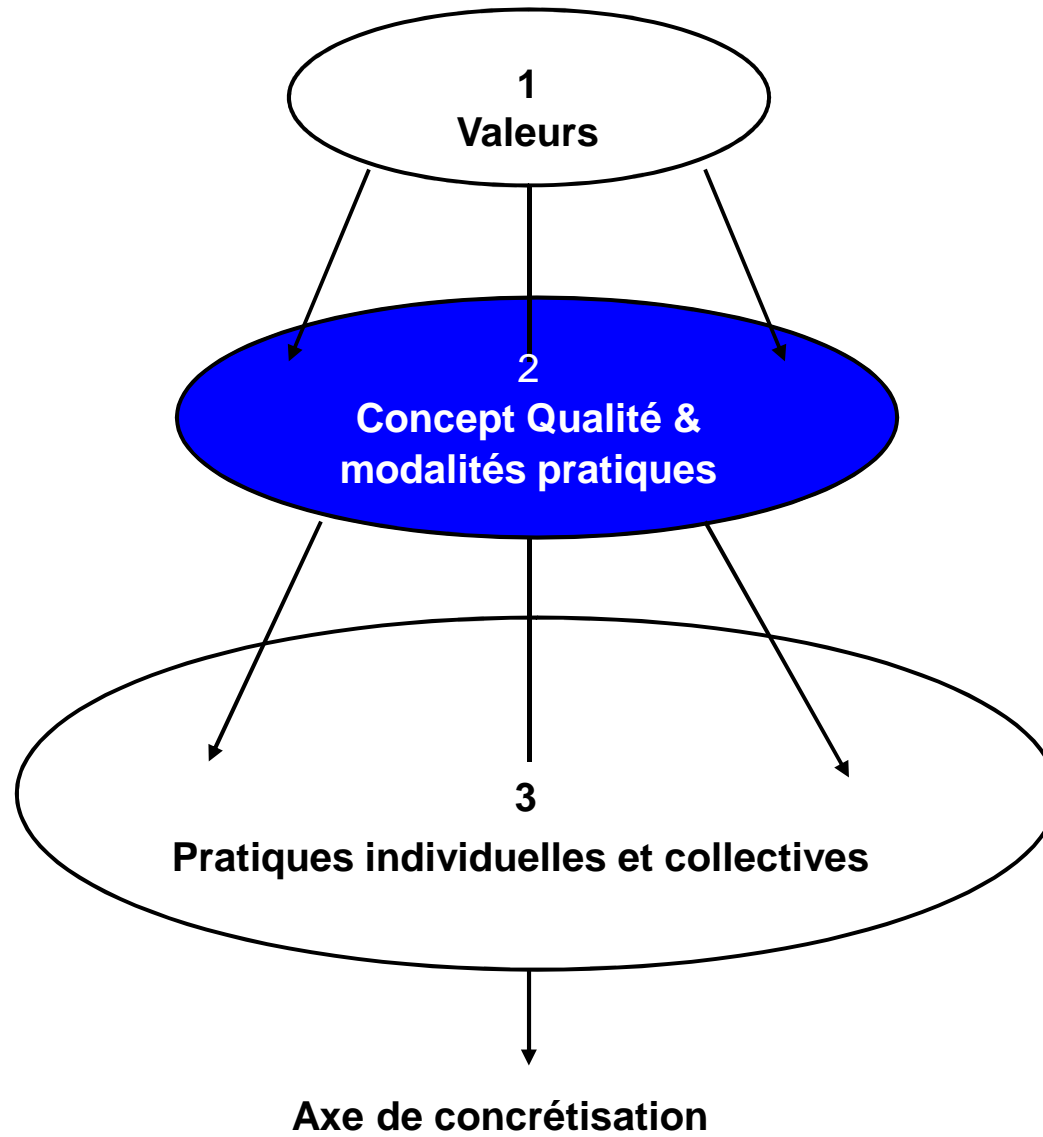 1
Valeurs
2
Concept Qualité &
modalités pratiques
3
Pratiques individuelles et collectives
Axe de concrétisation